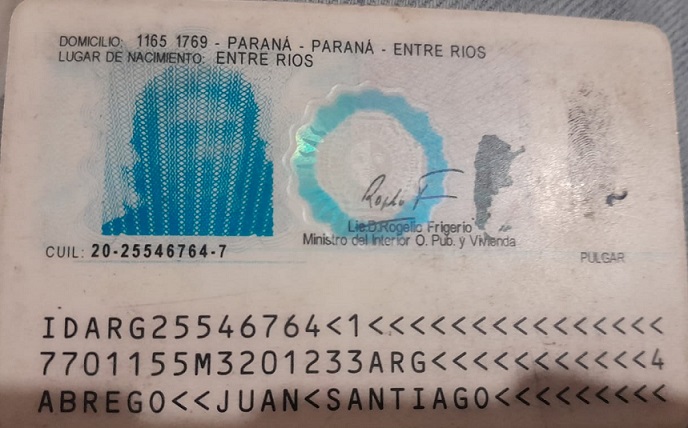 DOMICILIO: 1165 1769 - PARANÁ - PARANÁ - ENTRE RIOS
LUGAR DE NACIMIENTO: ENTRE RIOS
Lic.D.Rogelio Frigerio
Ministro del Interior O. Pub. y Vivienda
CUIL: 20-25546764-7
PULGAR
IDARG25546764<1<<<<<<<<<<<<<<<
7701155M3201233ARG<<<<<<<<<<<4
ABREGO<<JUAN<SANTIAGO<<<<<<<<<